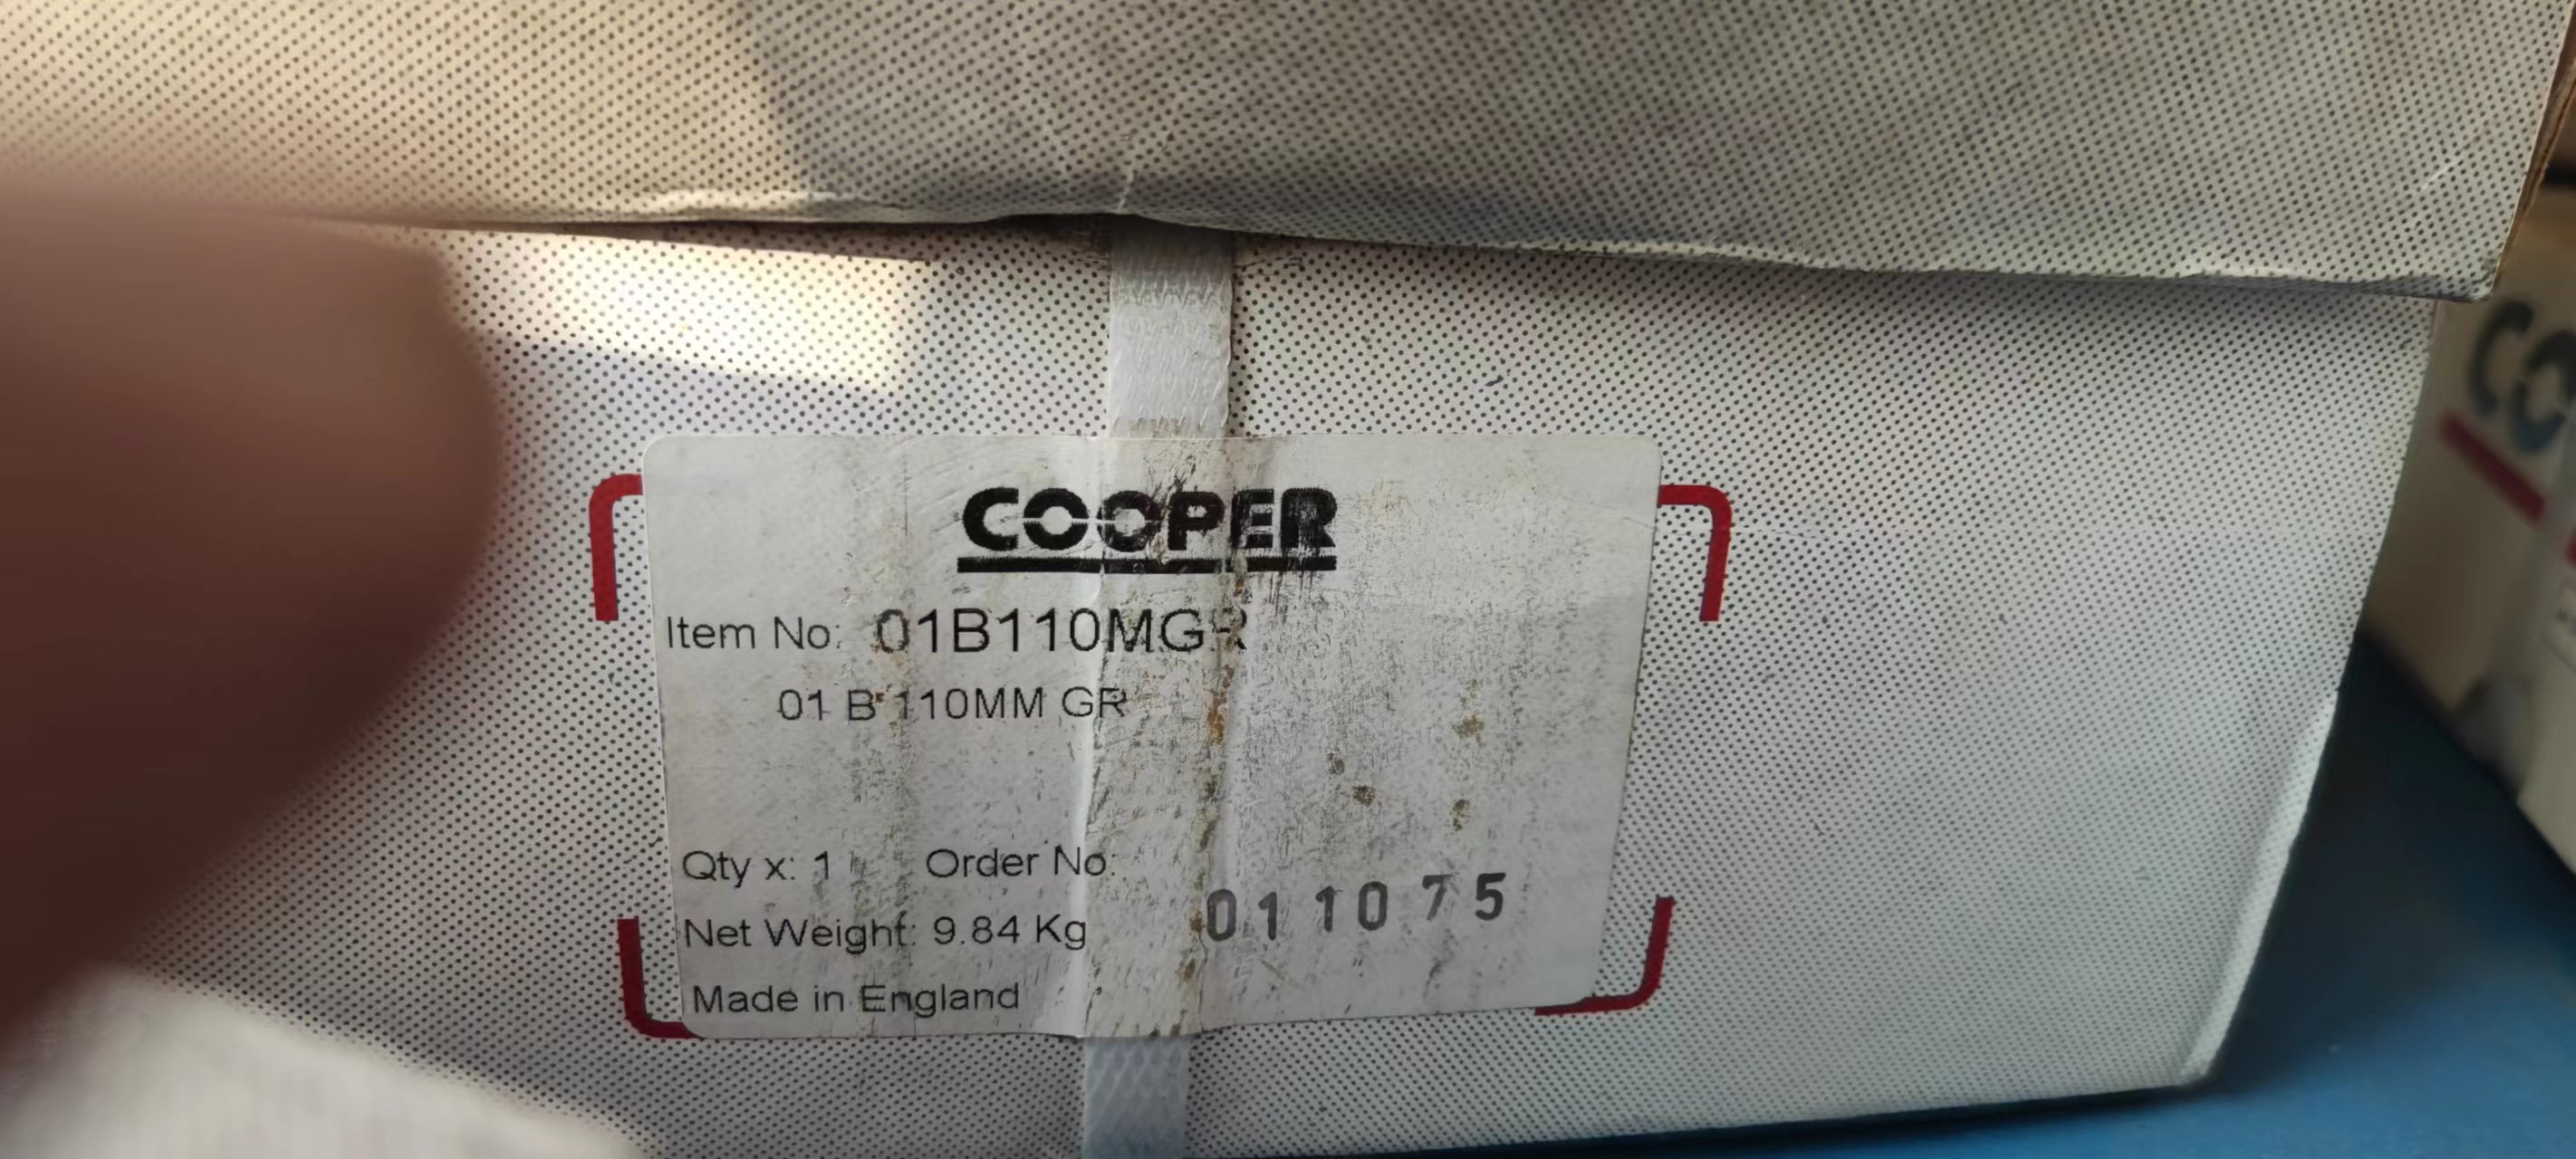 COOPER
Item No: 01B110MGR
01 B 110MM GR
Qty x: 1 Order No:
011075
Net Weight: 9.84 Kg
Made in England
CO